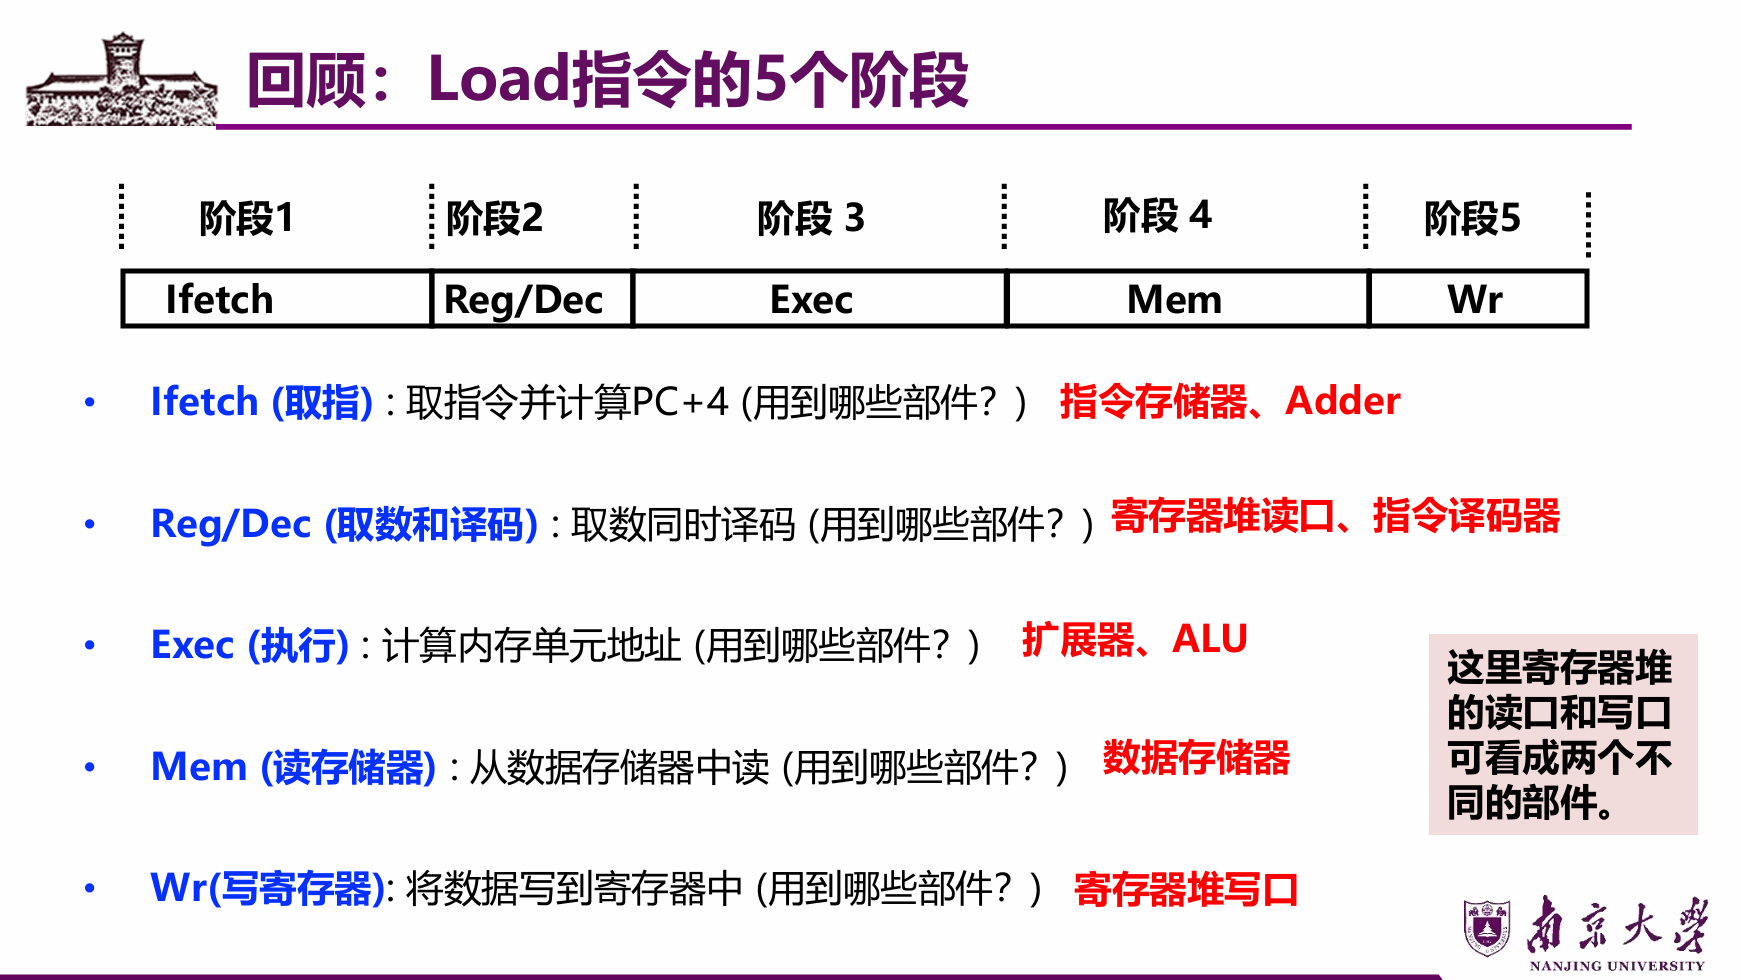 回顾：Load指令的5个阶段
阶段1 阶段2 阶段 3 阶段 4 阶段5
Ifetch Reg/Dec Exec Mem Wr
• Ifetch (取指) : 取指令并计算PC+4 (用到哪些部件？) 指令存储器、Adder
• Reg/Dec (取数和译码) : 取数同时译码 (用到哪些部件？) 寄存器堆读口、指令译码器
• Exec (执行) : 计算内存单元地址 (用到哪些部件？) 扩展器、ALU
• Mem (读存储器) : 从数据存储器中读 (用到哪些部件？) 数据存储器
• Wr(写寄存器): 将数据写到寄存器中 (用到哪些部件？) 寄存器堆写口
这里寄存器堆
的读口和写口
可看成两个不
同的部件。
南京大学
NANJING UNIVERSITY